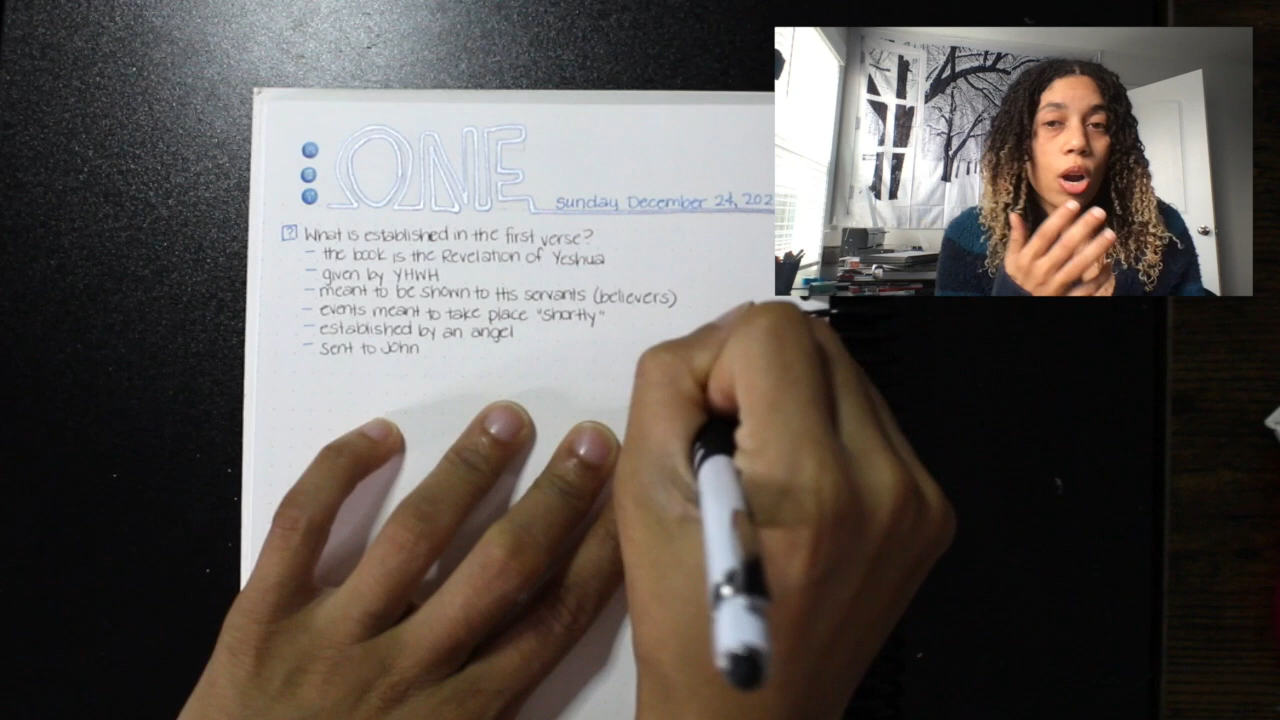 ONE
sunday, December 24, 202
? What is established in the first verse?
- the book is the Revelation of Yeshua
- given by YHWH
- meant to be shown to His servants (believers)
- events meant to take place "shortly"
- established by an angel
- sent to John